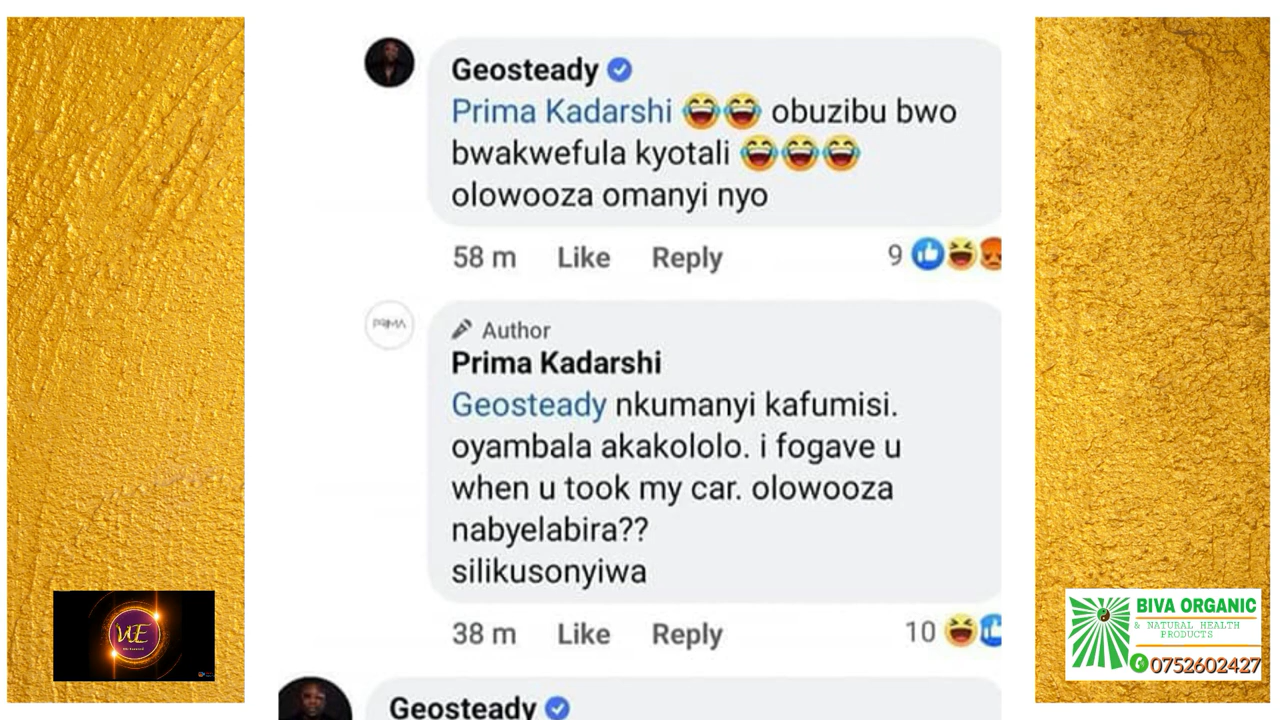 Geosteady
Prima Kadarshi 😂😂 obuzibu bwo
bwakwefula kyotali 😂😂😂
olowooza omanyi nyo
58 m Like Reply 9
PRIMA
Author
Prima Kadarshi
Geosteady nkumanyi kafumisi.
oyambala akakololo. i fogave u
when u took my car. olowooza
nabyelabira??
silikusonyiwa
38 m Like Reply 10
Geosteady
BIVA ORGANIC
& NATURAL HEALTH
PRODUCTS
0752602427